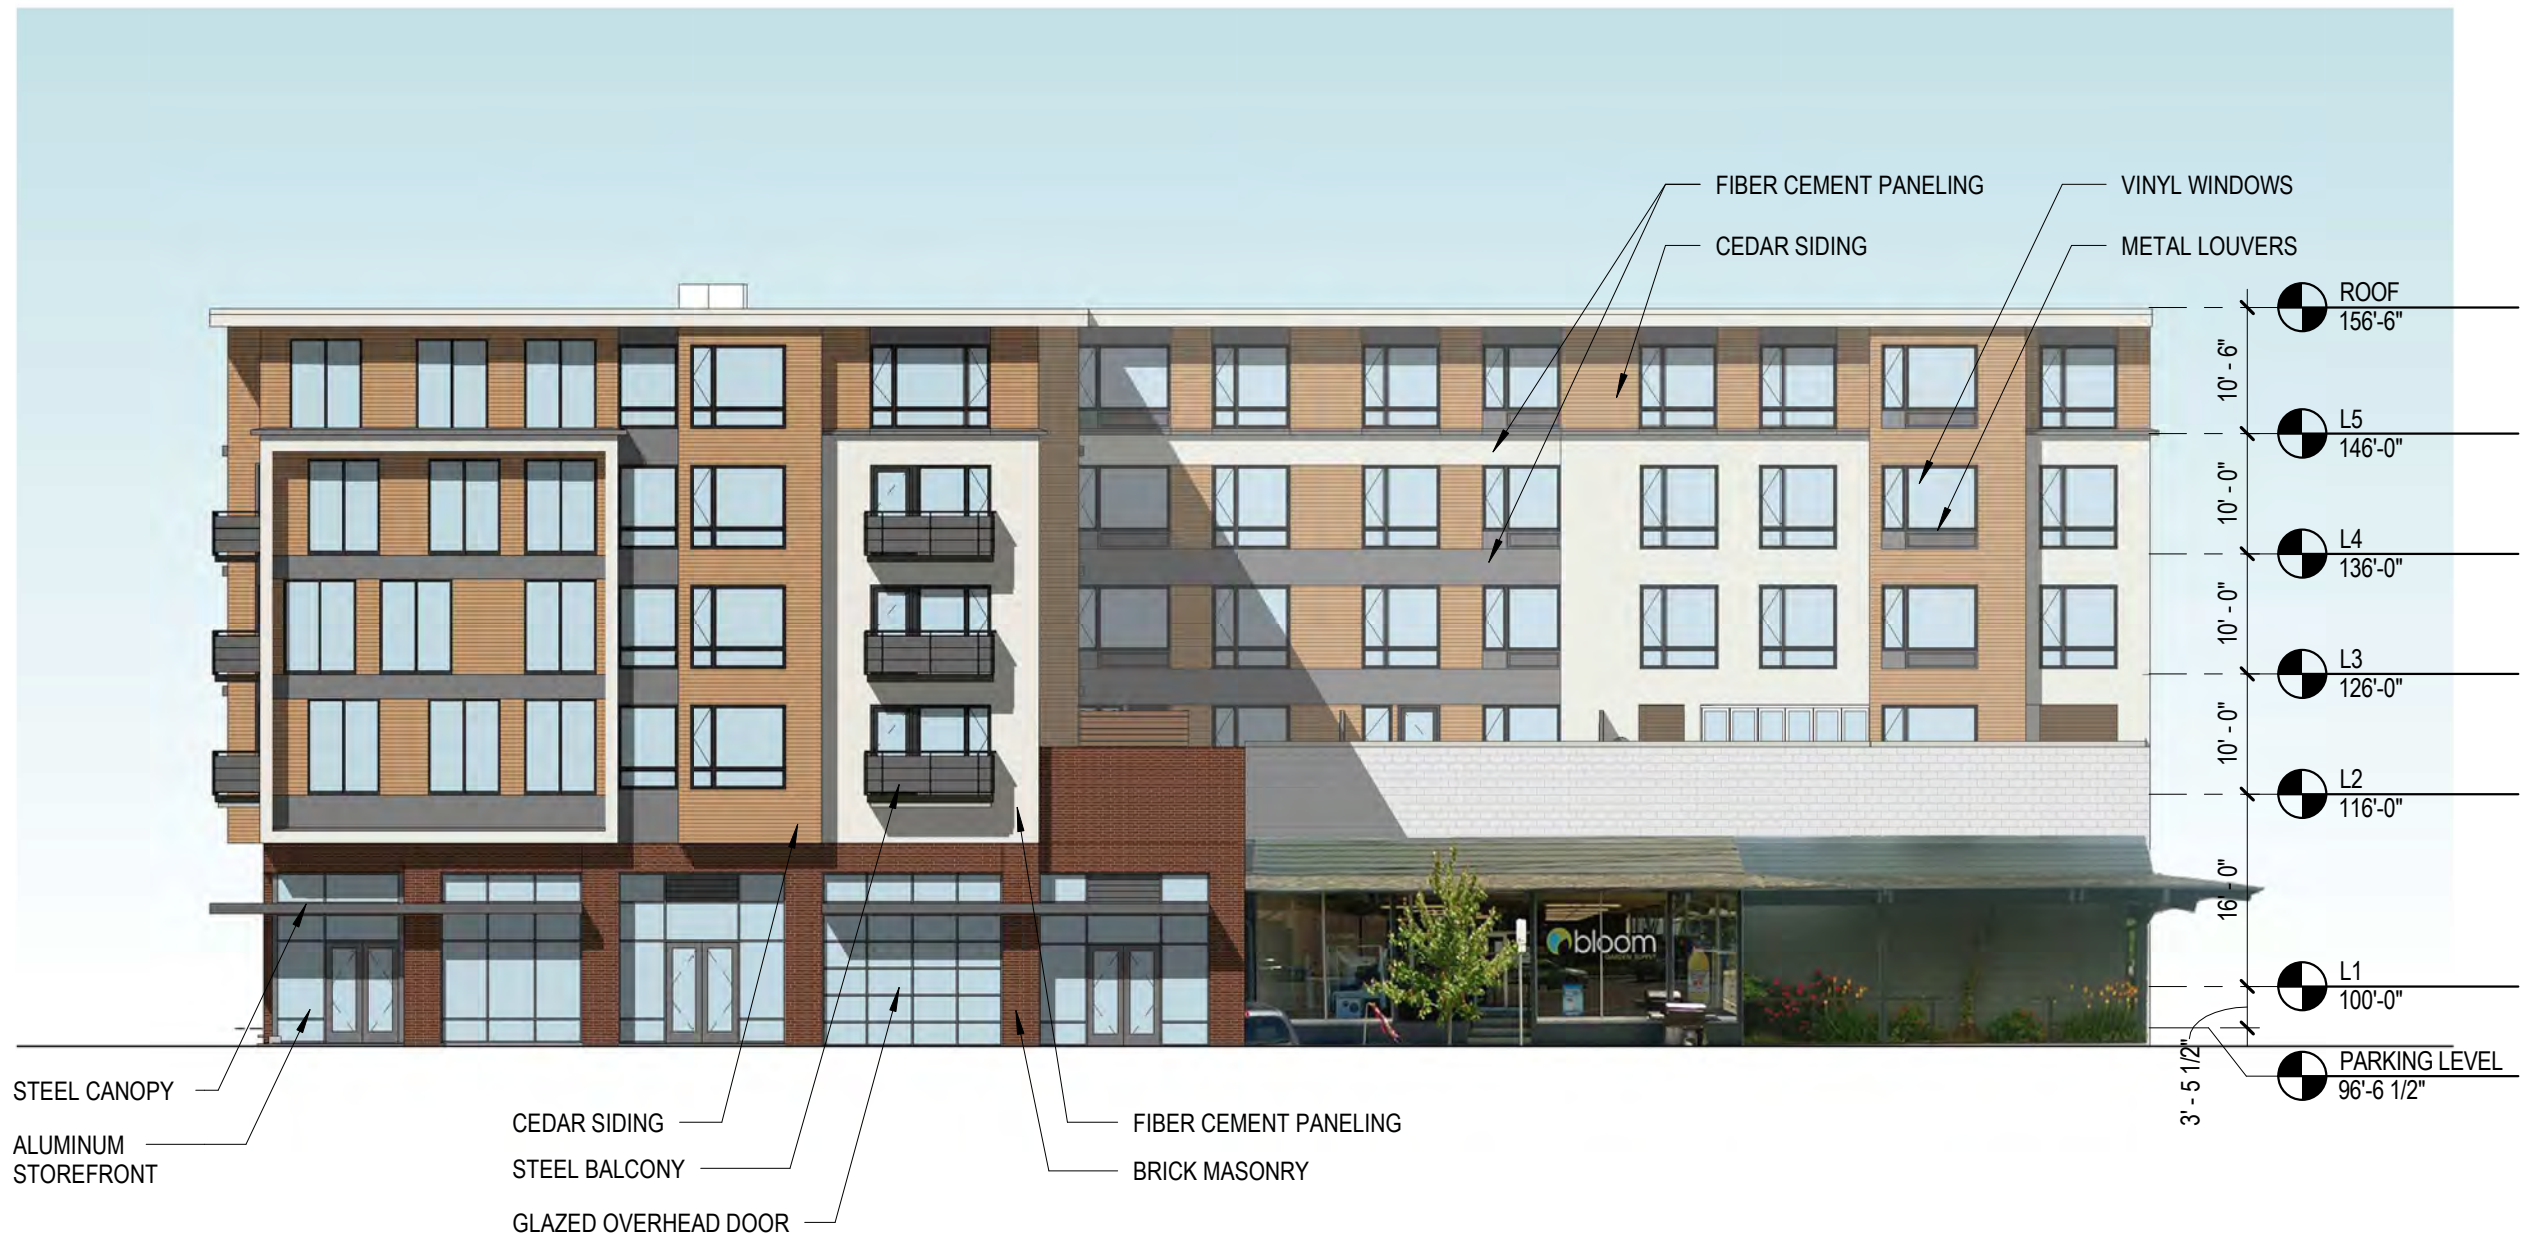 FIBER CEMENT PANELING
VINYL WINDOWS
CEDAR SIDING
METAL LOUVERS
ROOF
156'-6"
10' - 6"
L5
146'-0"
10' - 0"
L4
136'-0"
10' - 0"
L3
126'-0"
10' - 0"
L2
116'-0"
16' - 0"
bloom
GARDEN SUPPLY
L1
100'-0"
3' - 5 1/2"
PARKING LEVEL
96'-6 1/2"
STEEL CANOPY
ALUMINUM
STOREFRONT
CEDAR SIDING
STEEL BALCONY
GLAZED OVERHEAD DOOR
FIBER CEMENT PANELING
BRICK MASONRY